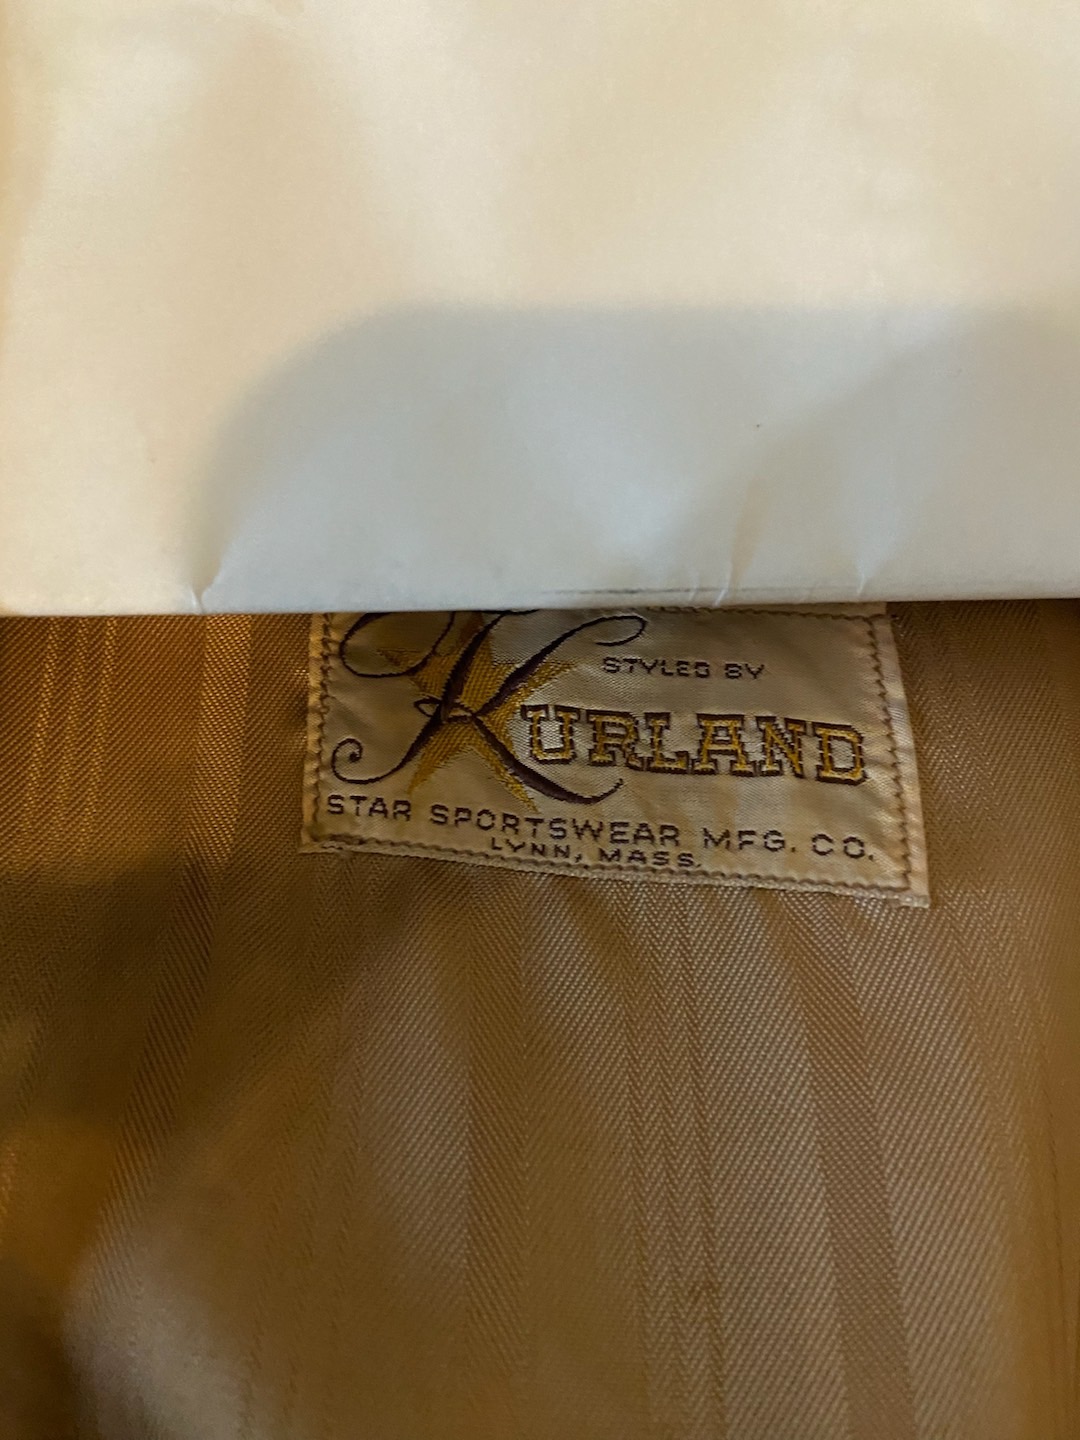 STYLED BY
KURLAND
STAR SPORTSWEAR MFG. CO.
LYNN, MASS.